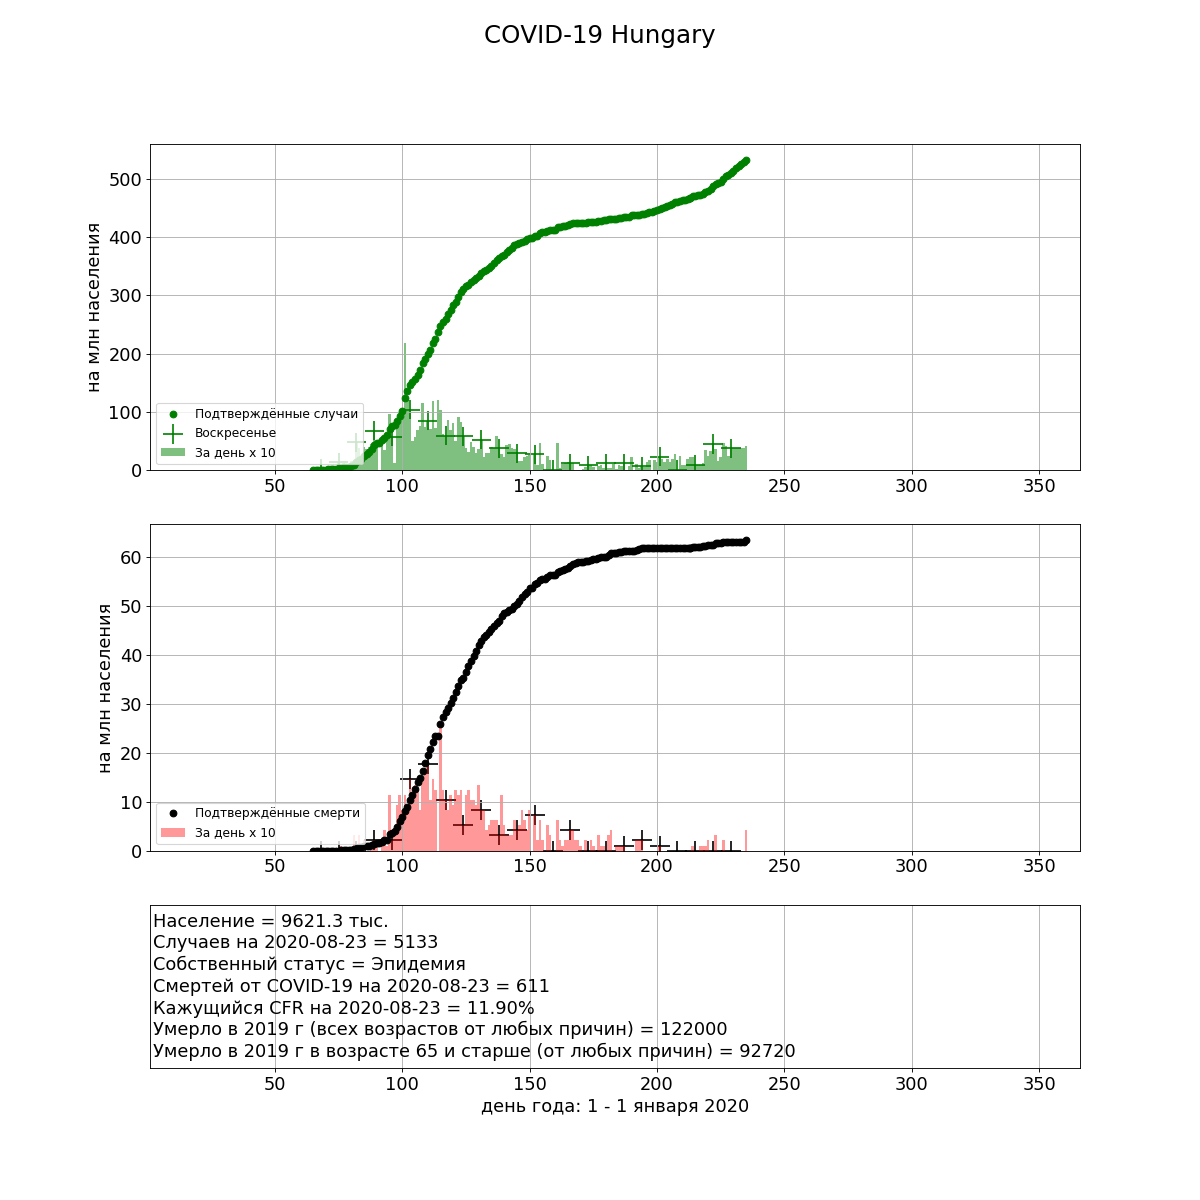 COVID-19 Hungary
500
400
300
200
100
0
на млн населения
Подтверждённые случаи
Воскресенье
За день x 10
50 100 150 200 250 300 350
60
50
40
30
20
10
0
на млн населения
Подтверждённые смерти
За день x 10
50 100 150 200 250 300 350
Население = 9621.3 тыс.
Случаев на 2020-08-23 = 5133
Собственный статус = Эпидемия
Смертей от COVID-19 на 2020-08-23 = 611
Кажущийся CFR на 2020-08-23 = 11.90%
Умерло в 2019 г (всех возрастов от любых причин) = 122000
Умерло в 2019 г в возрасте 65 и старше (от любых причин) = 92720
50 100 150 200 250 300 350
день года: 1 - 1 января 2020